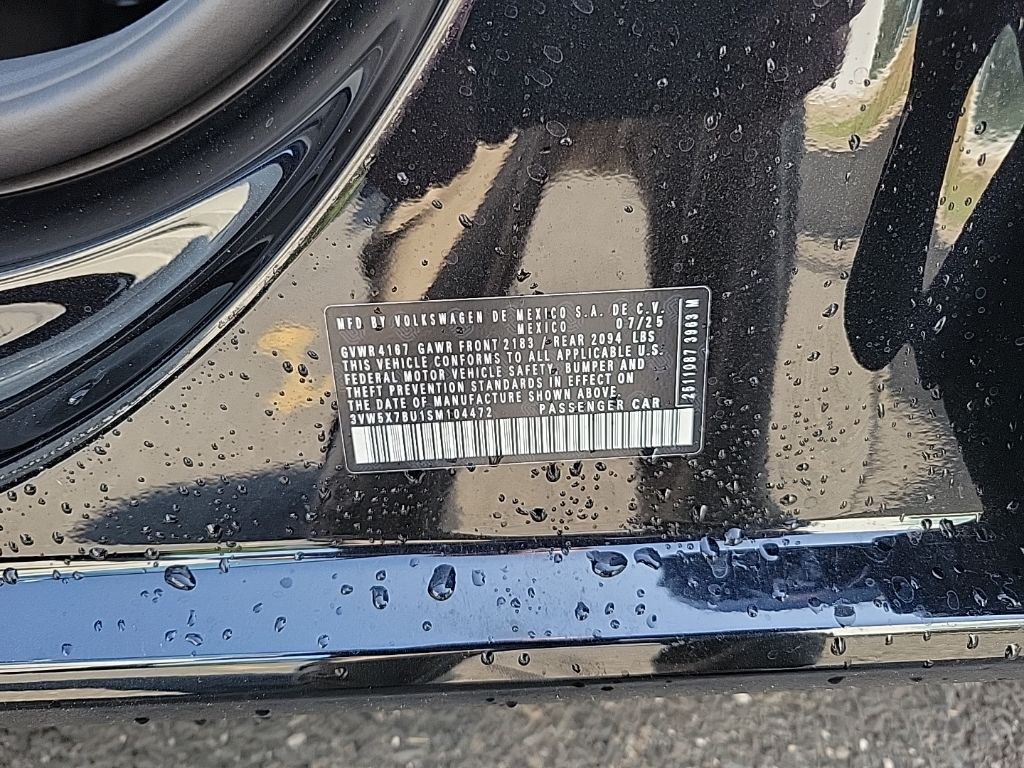 MFD BY VOLKSWAGEN DE MEXICO S.A. DE C.V.
MEXICO 07/25
GVWR 4167 GAWR FRONT 2183 / REAR 2094 LBS
THIS VEHICLE CONFORMS TO ALL APPLICABLE U.S.
FEDERAL MOTOR VEHICLE SAFETY, BUMPER AND
THEFT PREVENTION STANDARDS IN EFFECT ON
THE DATE OF MANUFACTURE SHOWN ABOVE.
3VW5X7BU1SM104472 PASSENGER CAR
2511087 3963 M